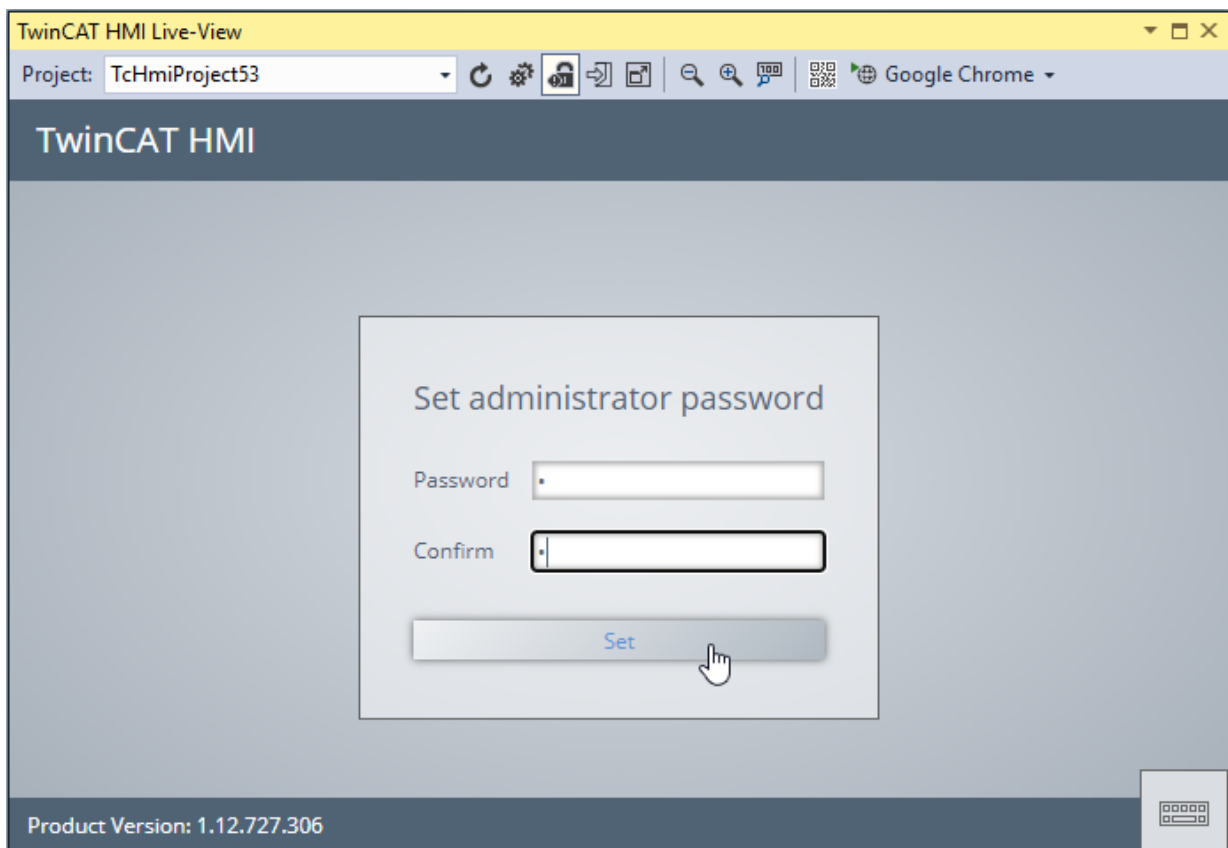 TwinCAT HMI Live-View
Project: TcHmiProject53 100 Google Chrome
TwinCAT HMI
Set administrator password
Password •
Confirm •
Set
Product Version: 1.12.727.306